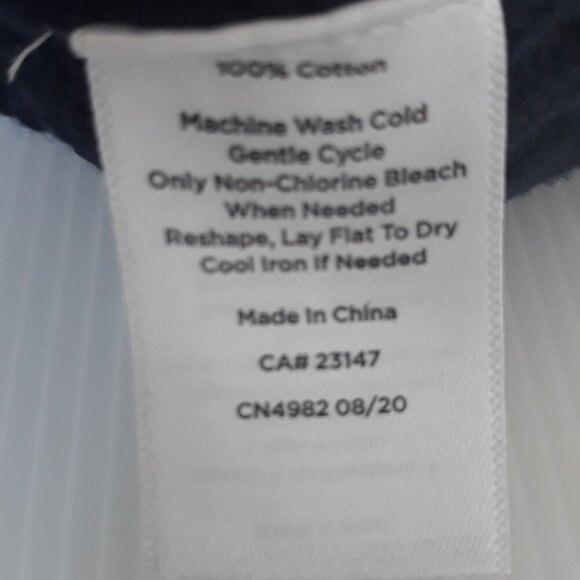 100% Cotton
Machine Wash Cold
Gentle Cycle
Only Non-Chlorine Bleach
When Needed
Reshape, Lay Flat To Dry
Cool Iron If Needed
Made In China
CA# 23147
CN4982 08/20